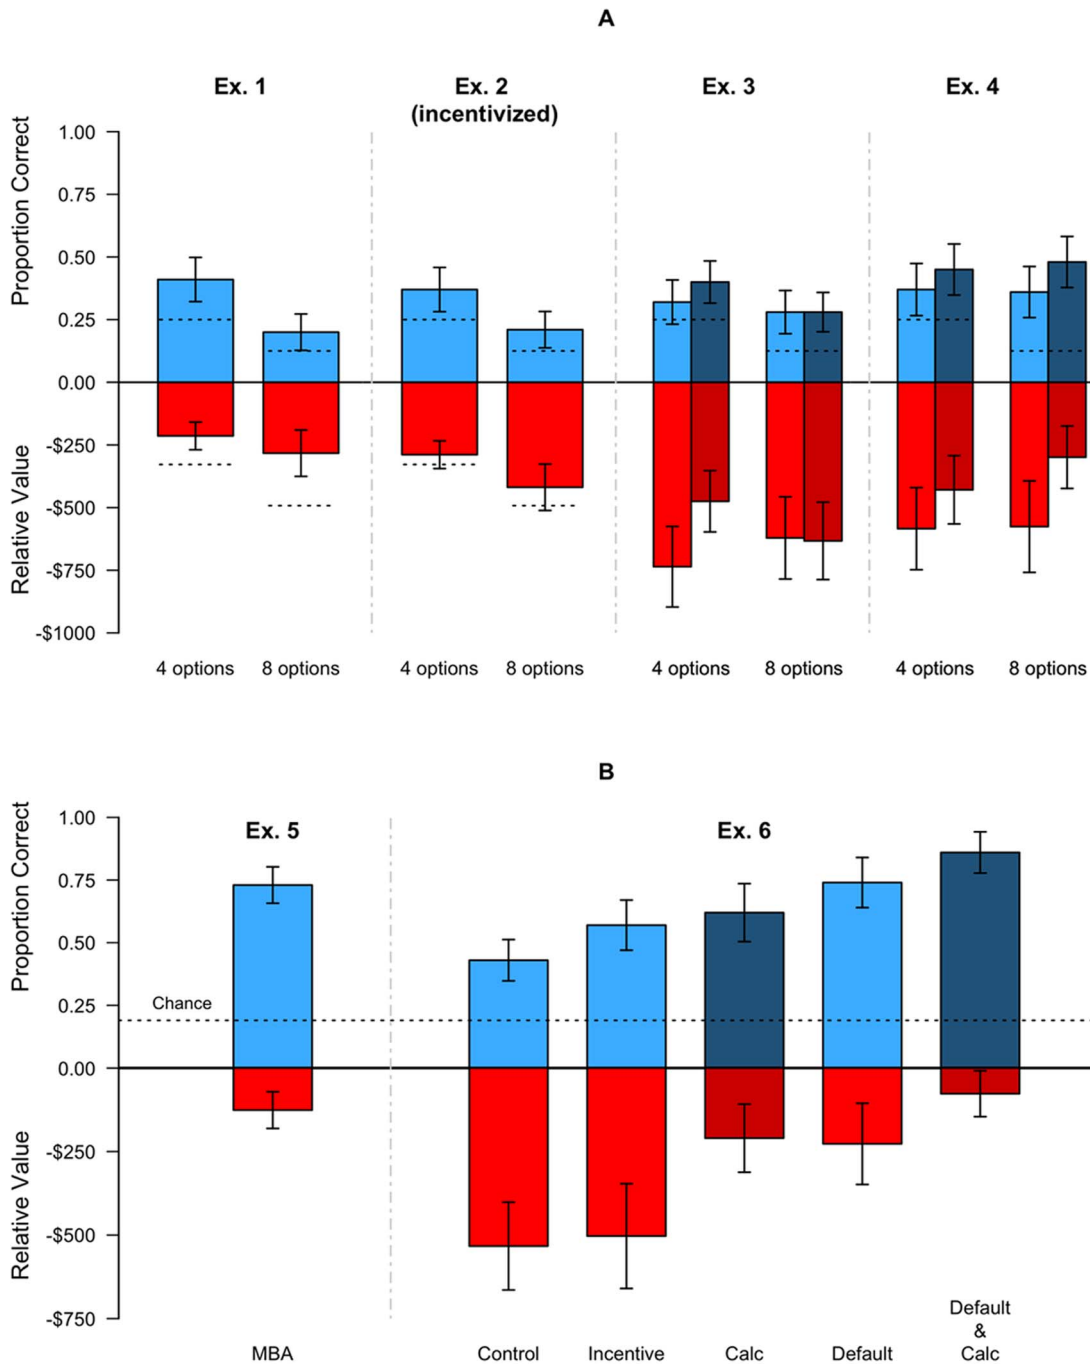 A
Ex. 1
Ex. 2
(incentivized)
Ex. 3
Ex. 4
Proportion Correct
1.00
0.75
0.50
0.25
0.00
Relative Value
-$250
-$500
-$750
-$1000
4 options
8 options
4 options
8 options
4 options
8 options
4 options
8 options
B
Ex. 5
Ex. 6
Proportion Correct
1.00
0.75
0.50
0.25
0.00
Chance
Relative Value
-$250
-$500
-$750
MBA
Control
Incentive
Calc
Default
Default
&
Calc